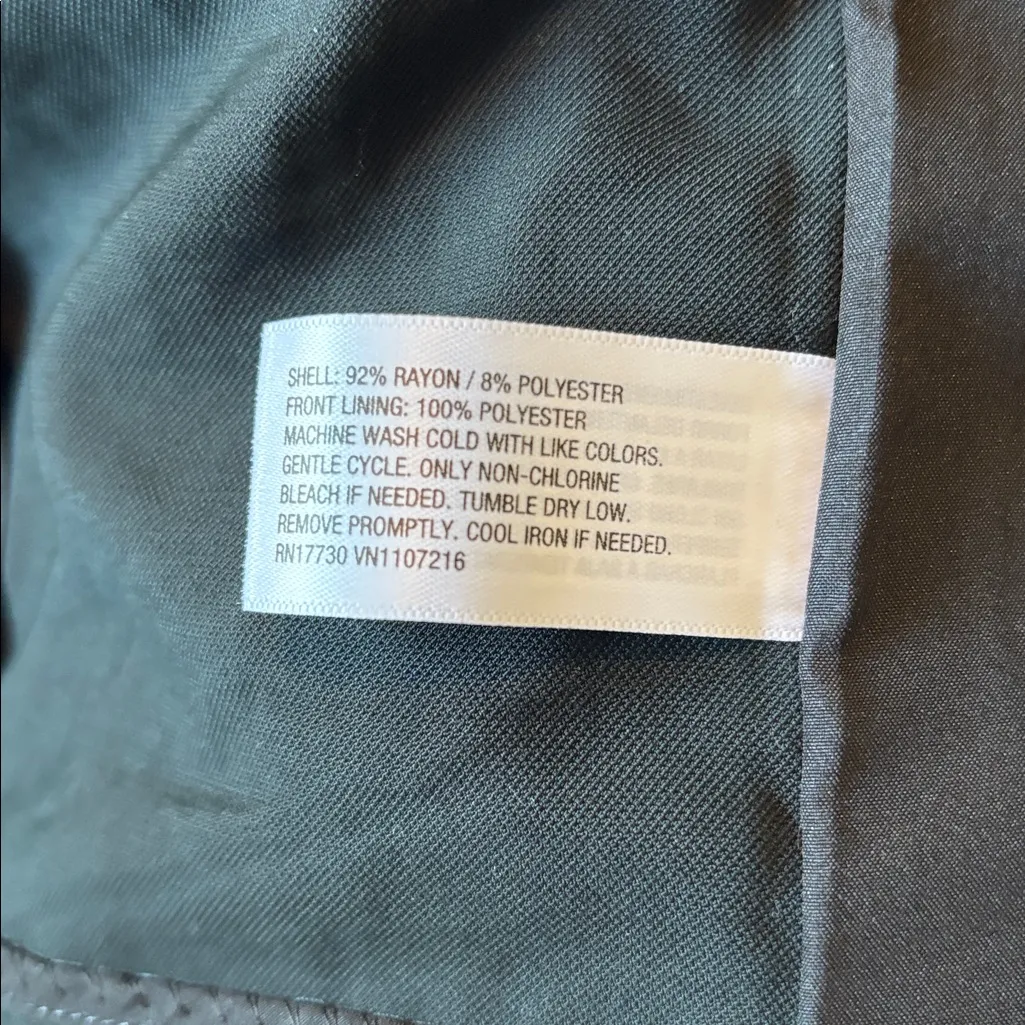 SHELL: 92% RAYON / 8% POLYESTER
FRONT LINING: 100% POLYESTER
MACHINE WASH COLD WITH LIKE COLORS.
GENTLE CYCLE. ONLY NON-CHLORINE
BLEACH IF NEEDED. TUMBLE DRY LOW.
REMOVE PROMPTLY. COOL IRON IF NEEDED.
RN17730 VN1107216